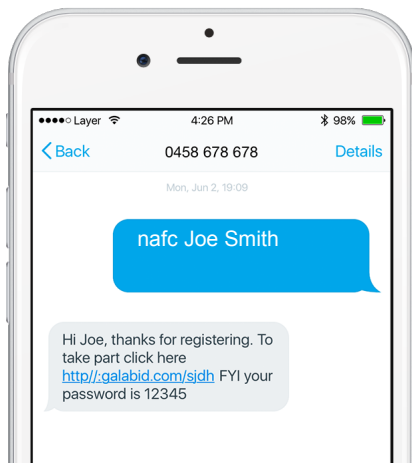 Layer 4:26 PM 98%
Back 0458 678 678 Details
Mon, Jun 2, 19:09
nafc Joe Smith
Hi Joe, thanks for registering. To
take part click here
http//:galabid.com/sjdh FYI your
password is 12345